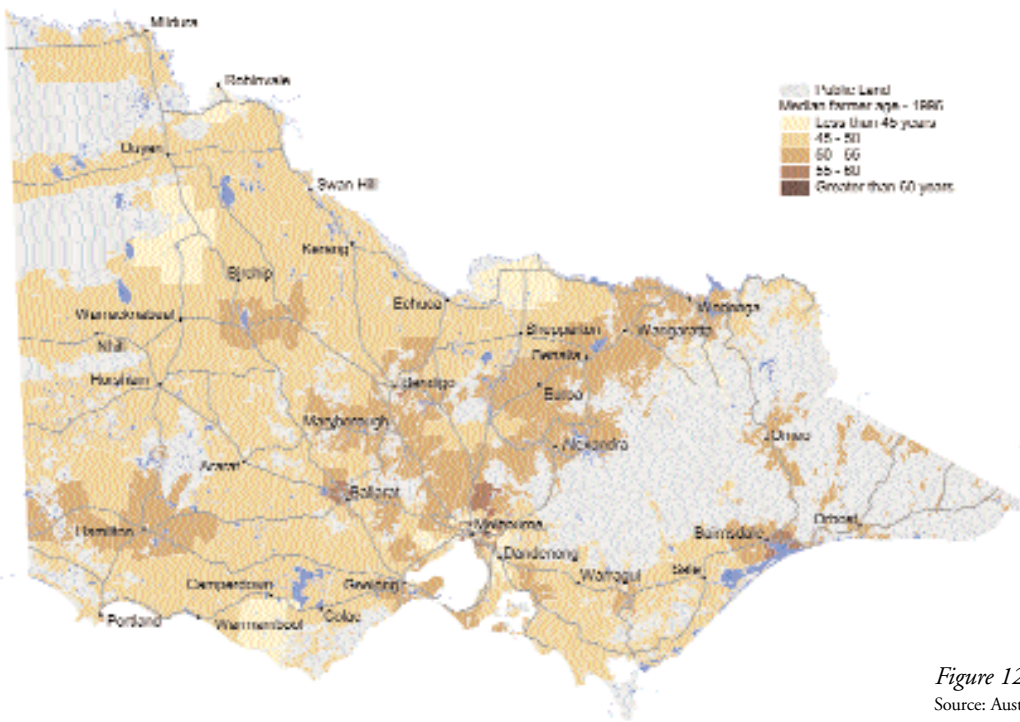 Mildura
Robinvale
Public Land
Median farmer age - 1996
Less than 45 years
45 - 50
55 - 60
Greater than 60 years
Ouyen
Swan Hill
Kerang
Birchip
Echuca
Wodonga
Warracknabeal
Shepparton
Wangaratta
Nhill
Benalla
Horsham
Bendigo
Euroa
Maryborough
Alexandra
Omeo
Ararat
Ballarat
Hamilton
Melbourne
Orbost
Bairnsdale
Dandenong
Camperdown
Geelong
Warragul
Sale
Portland
Warrnambool
Colac
Figure 12
Source: Aust